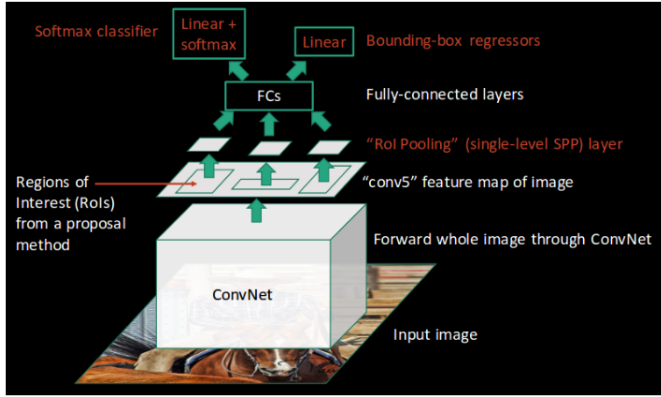 Softmax classifier
Linear +
softmax
Linear
Bounding-box regressors
FCs
Fully-connected layers
"RoI Pooling" (single-level SPP) layer
Regions of
Interest (RoIs)
from a proposal
method
"conv5" feature map of image
Forward whole image through ConvNet
ConvNet
Input image